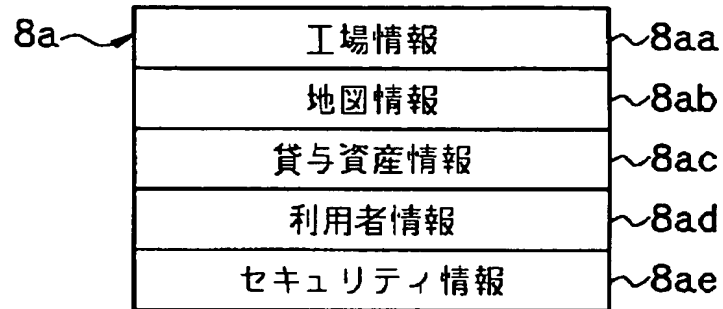 8a 工場情報 8aa
地図情報 8ab
貸与資産情報 8ac
利用者情報 8ad
セキュリティ情報 8ae